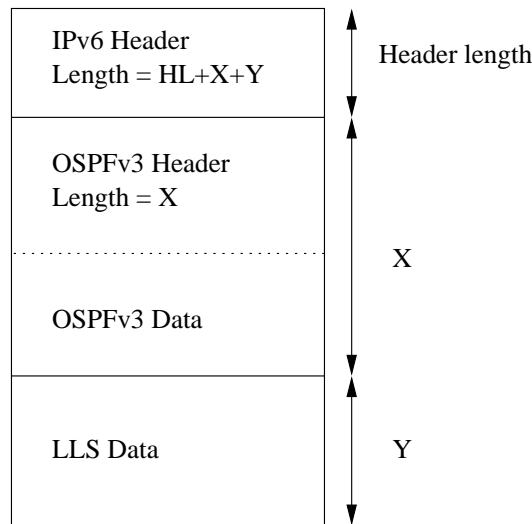 IPv6 Header
Length = HL+X+Y
Header length
OSPFv3 Header
Length = X
X
OSPFv3 Data
LLS Data
Y